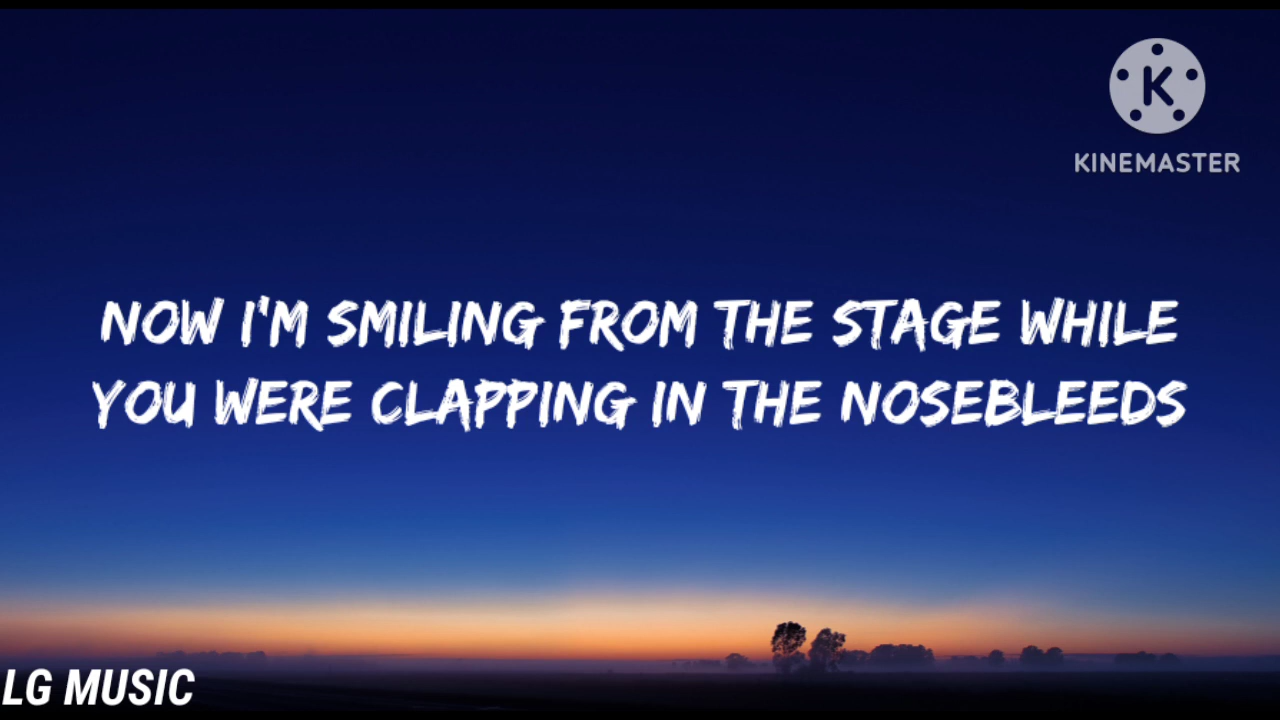 K
KINEMASTER
NOW I'M SMILING FROM THE STAGE WHILE
YOU WERE CLAPPING IN THE NOSEBLEEDS
LG MUSIC